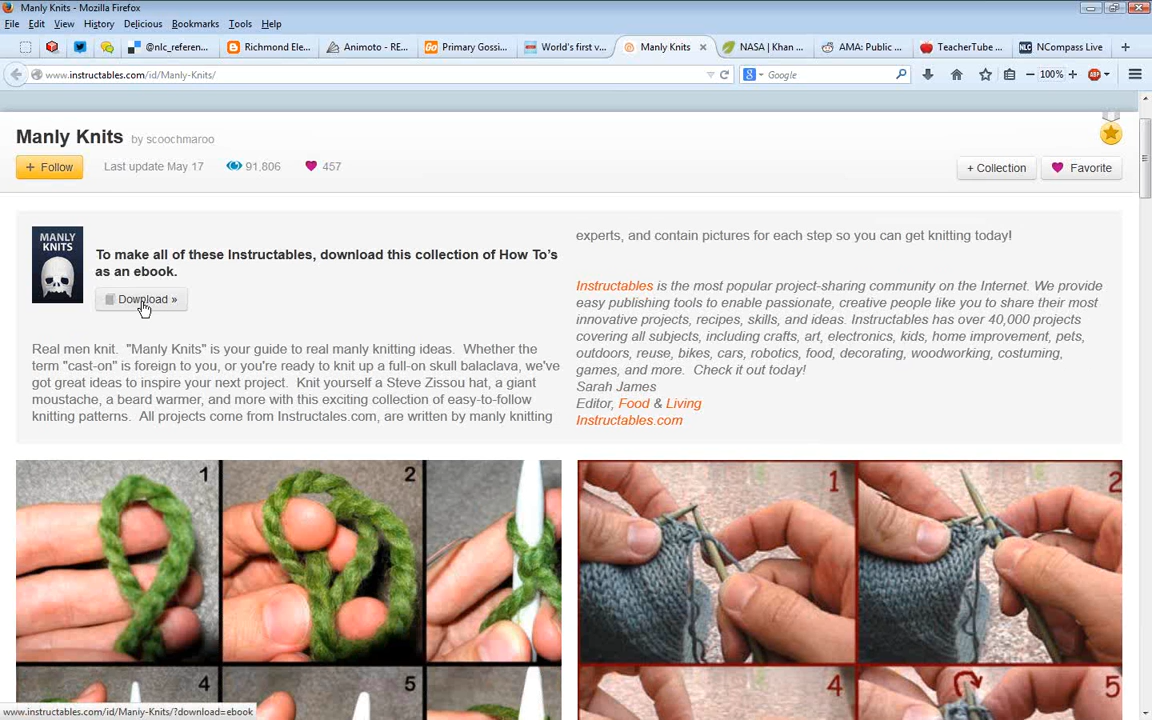 Manly Knits - Mozilla Firefox
File Edit View History Delicious Bookmarks Tools Help
@nlc_referen... Richmond Ele... Animoto - RE... Primary Gossi... World's first v... Manly Knits NASA | Khan ... AMA: Public ... TeacherTube ... NCompass Live
www.instructables.com/id/Manly-Knits/ Google 100% ABP
Manly Knits by scoochmaroo
+ Follow Last update May 17 91,806 457 + Collection Favorite
MANLY
KNITS
To make all of these Instructables, download this collection of How To's
as an ebook.
Download »
Real men knit. "Manly Knits" is your guide to real manly knitting ideas. Whether the
term "cast-on" is foreign to you, or you're ready to knit up a full-on skull balaclava, we've
got great ideas to inspire your next project. Knit yourself a Steve Zissou hat, a giant
moustache, a beard warmer, and more with this exciting collection of easy-to-follow
knitting patterns. All projects come from Instructales.com, are written by manly knitting
experts, and contain pictures for each step so you can get knitting today!
Instructables is the most popular project-sharing community on the Internet. We provide
easy publishing tools to enable passionate, creative people like you to share their most
innovative projects, recipes, skills, and ideas. Instructables has over 40,000 projects
covering all subjects, including crafts, art, electronics, kids, home improvement, pets,
outdoors, reuse, bikes, cars, robotics, food, decorating, woodworking, costuming,
games, and more. Check it out today!
Sarah James
Editor, Food & Living
Instructables.com
1 2 1 2
4 5 4 5
www.instructables.com/id/Manly-Knits/?download=ebook